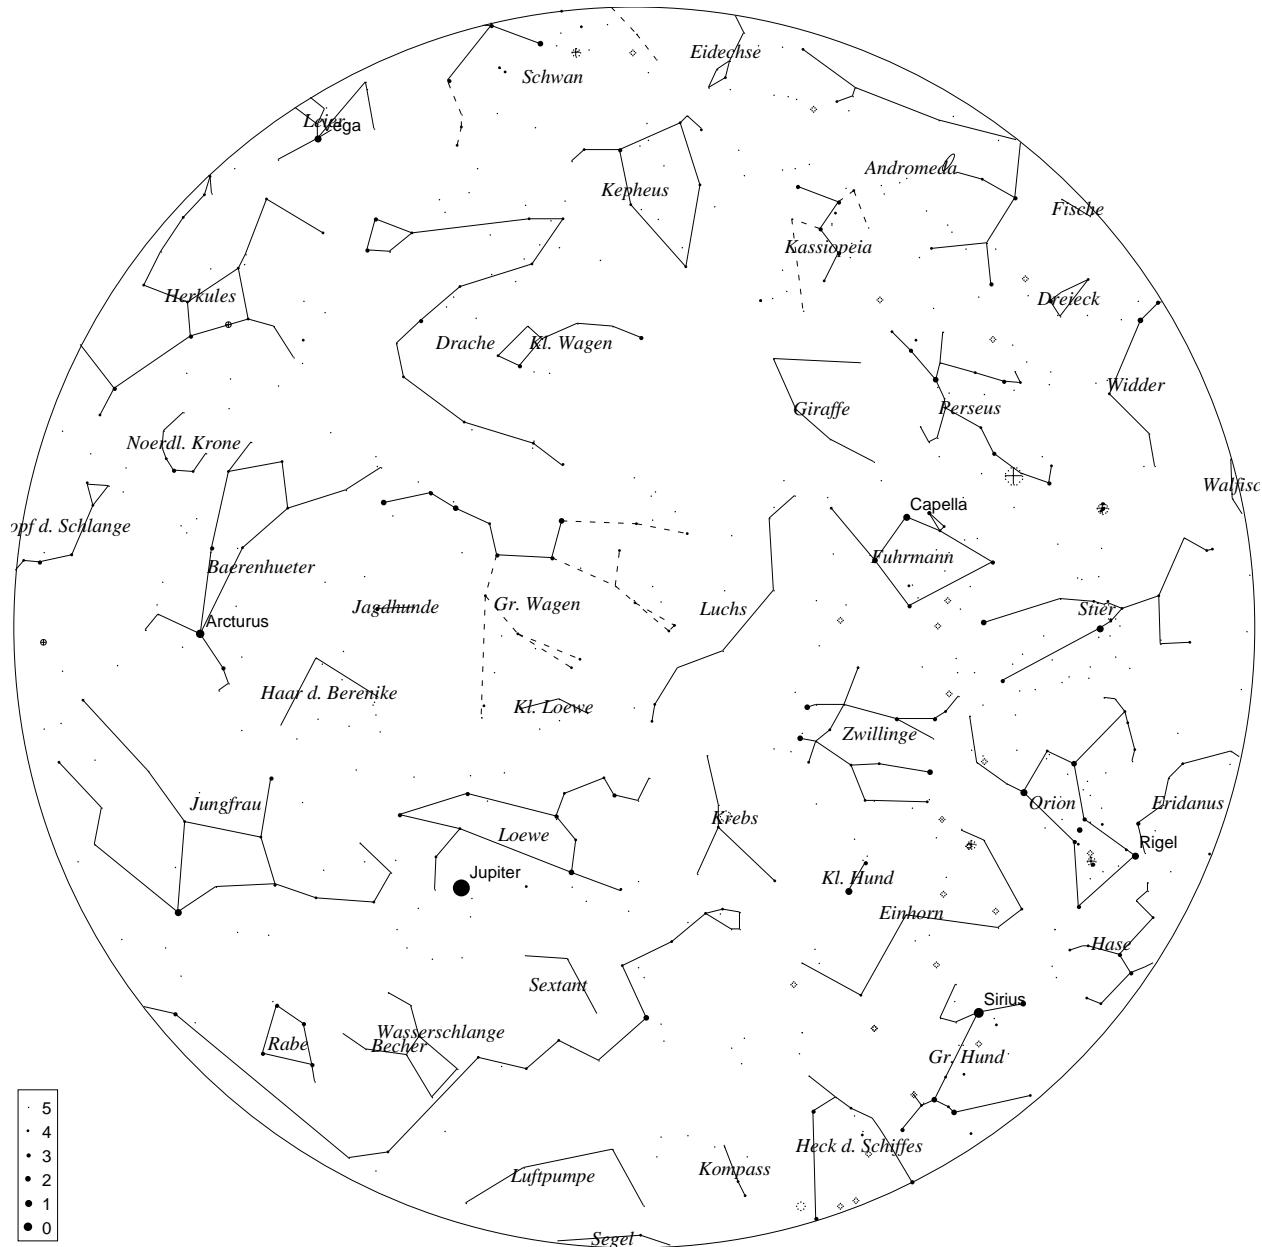 Eidechse
Schwan
Leier
Vega
Andromeda
Kepheus
Fische
Kassiopeia
Herkules
Dreieck
Drache
Kl. Wagen
Widder
Giraffe
Perseus
Noerdl. Krone
Walfisc
Capella
opf d. Schlange
Fuhrmann
Baerenhueter
Jagdhunde
Gr. Wagen
Luchs
Stier
Arcturus
Haar d. Berenike
Kl. Loewe
Zwillinge
Jungfrau
Orion
Eridanus
Krebs
Loewe
Rigel
Jupiter
Kl. Hund
Einhorn
Hase
Sextant
Sirius
Wasserschlange
Rabe
Becher
Gr. Hund
5
4
3
2
1
0
Heck d. Schiffes
Kompass
Luftpumpe
Segel